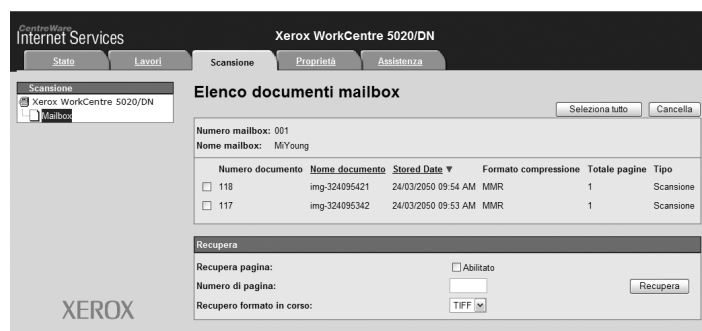 CentreWare
Internet Services
Xerox WorkCentre 5020/DN
Stato Lavori Scansione Proprietà Assistenza
Scansione
Xerox WorkCentre 5020/DN
Mailbox
Elenco documenti mailbox
Seleziona tutto Cancella
Numero mailbox: 001
Nome mailbox: MiYoung
Numero documento Nome documento Stored Date ▼ Formato compressione Totale pagine Tipo
118 img-324095421 24/03/2050 09:54 AM MMR 1 Scansione
117 img-324095342 24/03/2050 09:53 AM MMR 1 Scansione
Recupera
Recupera pagina: Abilitato
Numero di pagina: Recupera
Recupero formato in corso: TIFF
XEROX